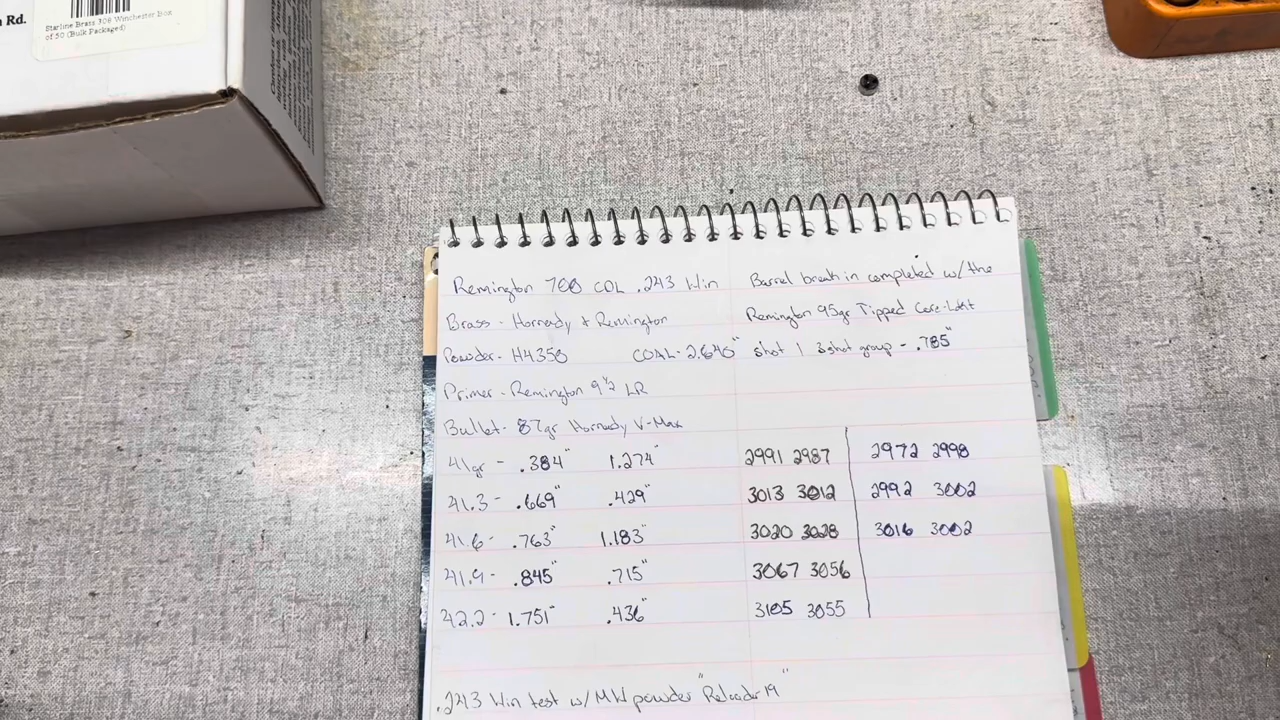 Rd.
Starline Brass 308 Winchester Box
of 50 (Bulk Packaged)
Remington 700 CDL .243 Win
Barrel break in completed w/the
Brass - Hornady & Remington
Remington 95gr Tipped Core-Lokt
Powder - H4350 COAL - 2.640"
shot 1 3 shot group - .785"
Primer - Remington 9 1/2 LR
Bullet - 87gr Hornady V-Max
41gr - .384" 1.274" 2991 2987 2972 2998
41.3 - .669" .429" 3013 3012 2992 3002
41.6 - .763" 1.183" 3020 3028 3016 3002
41.9 - .845" .715" 3067 3056
42.2 - 1.751" .436" 3105 3055
.243 Win test w/ MW powder "Reloader 19"